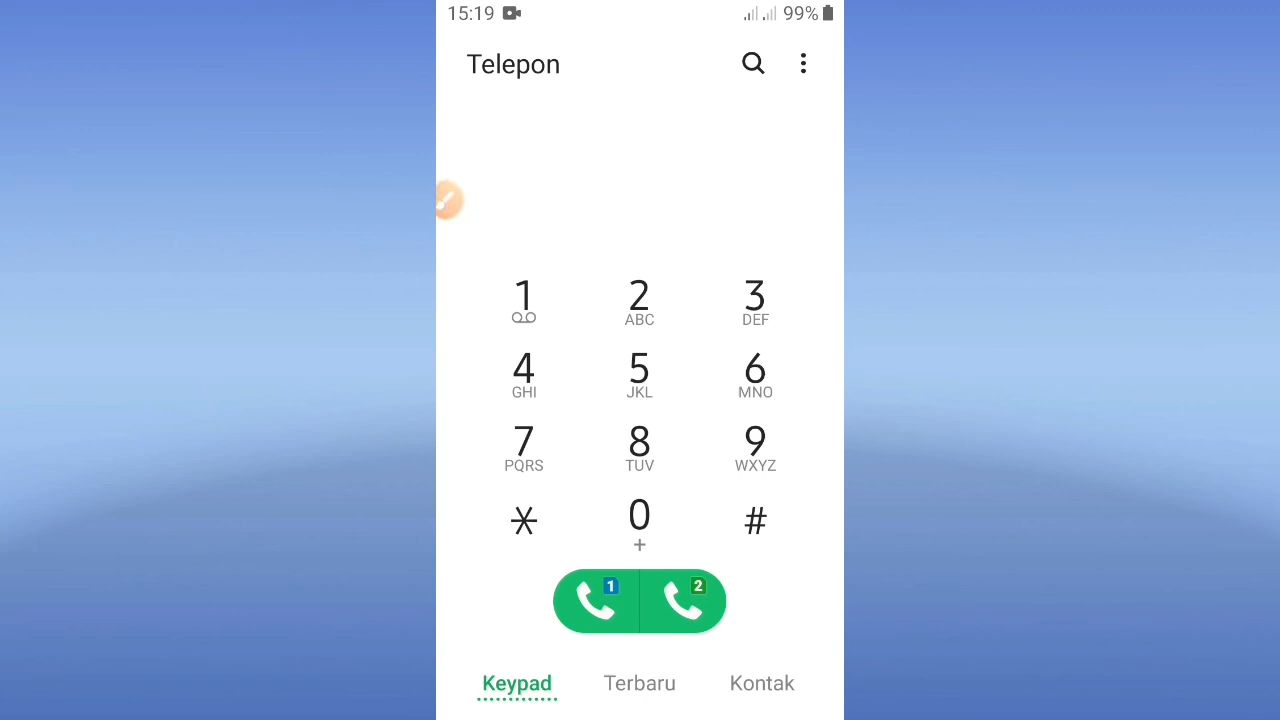 15:19 99%
Telepon
1 2 3
ABC DEF
4 5 6
GHI JKL MNO
7 8 9
PQRS TUV WXYZ
* 0 #
+
1 2
Keypad Terbaru Kontak